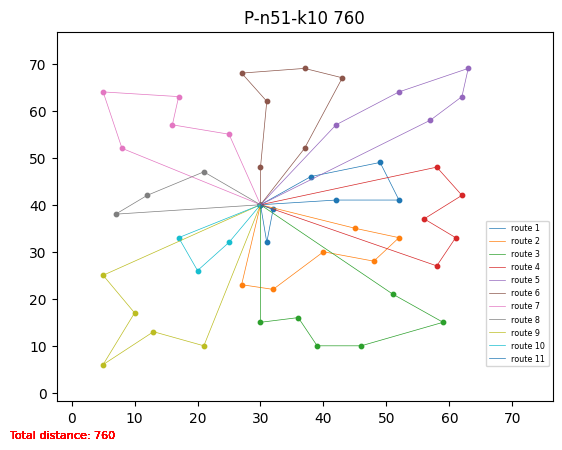 P-n51-k10 760
70
60
50
40
30
20
10
0
0 10 20 30 40 50 60 70
route 1
route 2
route 3
route 4
route 5
route 6
route 7
route 8
route 9
route 10
route 11
Total distance: 760